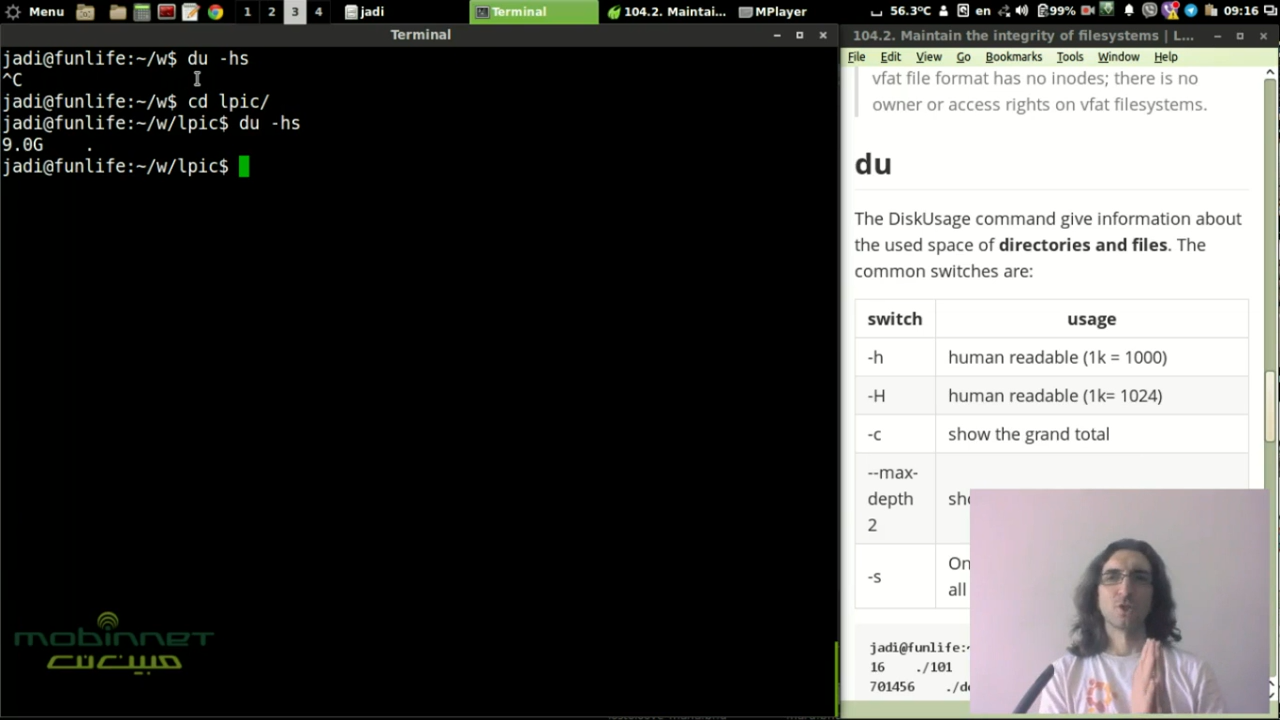 Menu
1 2 3 4
jadi
Terminal
104.2. Maintai...
MPlayer
56.3°C
en
99%
09:16
Terminal
jadi@funlife:~/w$ du -hs
^C
jadi@funlife:~/w$ cd lpic/
jadi@funlife:~/w/lpic$ du -hs
9.0G .
jadi@funlife:~/w/lpic$
mobinnet
مبین نت
104.2. Maintain the integrity of filesystems | L...
File Edit View Go Bookmarks Tools Window Help
vfat file format has no inodes; there is no
owner or access rights on vfat filesystems.
du
The DiskUsage command give information about
the used space of directories and files. The
common switches are:
switch usage
-h human readable (1k = 1000)
-H human readable (1k= 1024)
-c show the grand total
--max-
depth
2
-s
all
jadi@funlife:
16 ./101